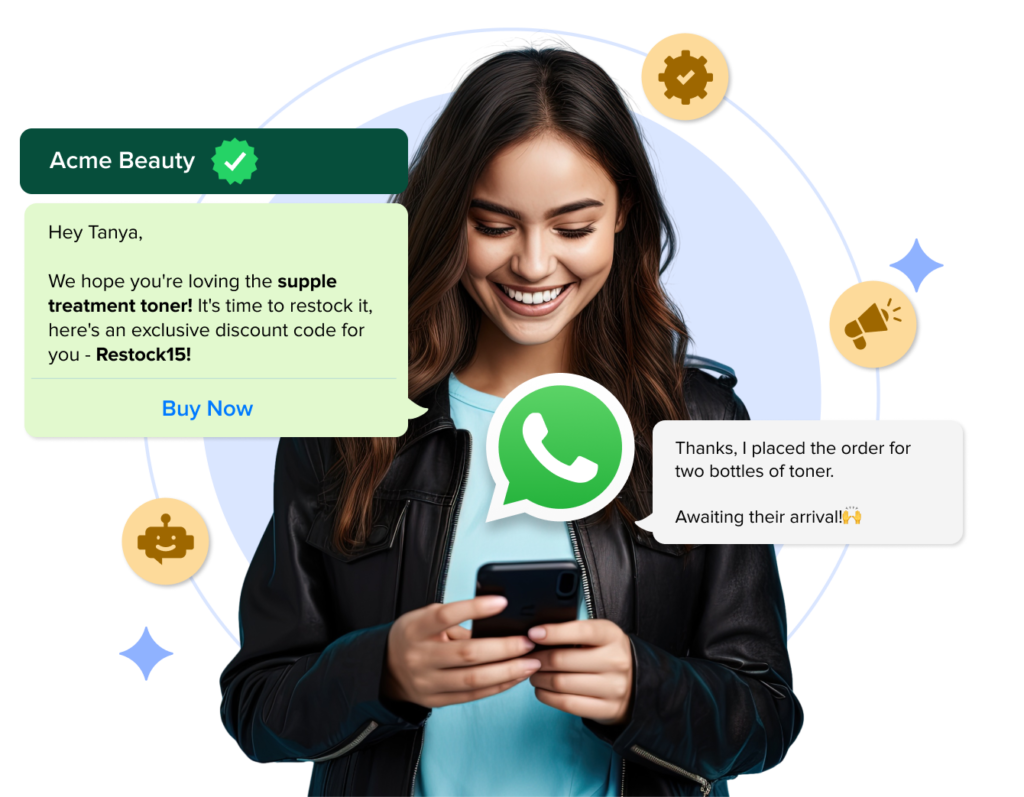 Acme Beauty
Hey Tanya,
We hope you're loving the supple
treatment toner! It's time to restock it,
here's an exclusive discount code for
you - Restock15!
Buy Now
Thanks, I placed the order for
two bottles of toner.
Awaiting their arrival!🙌